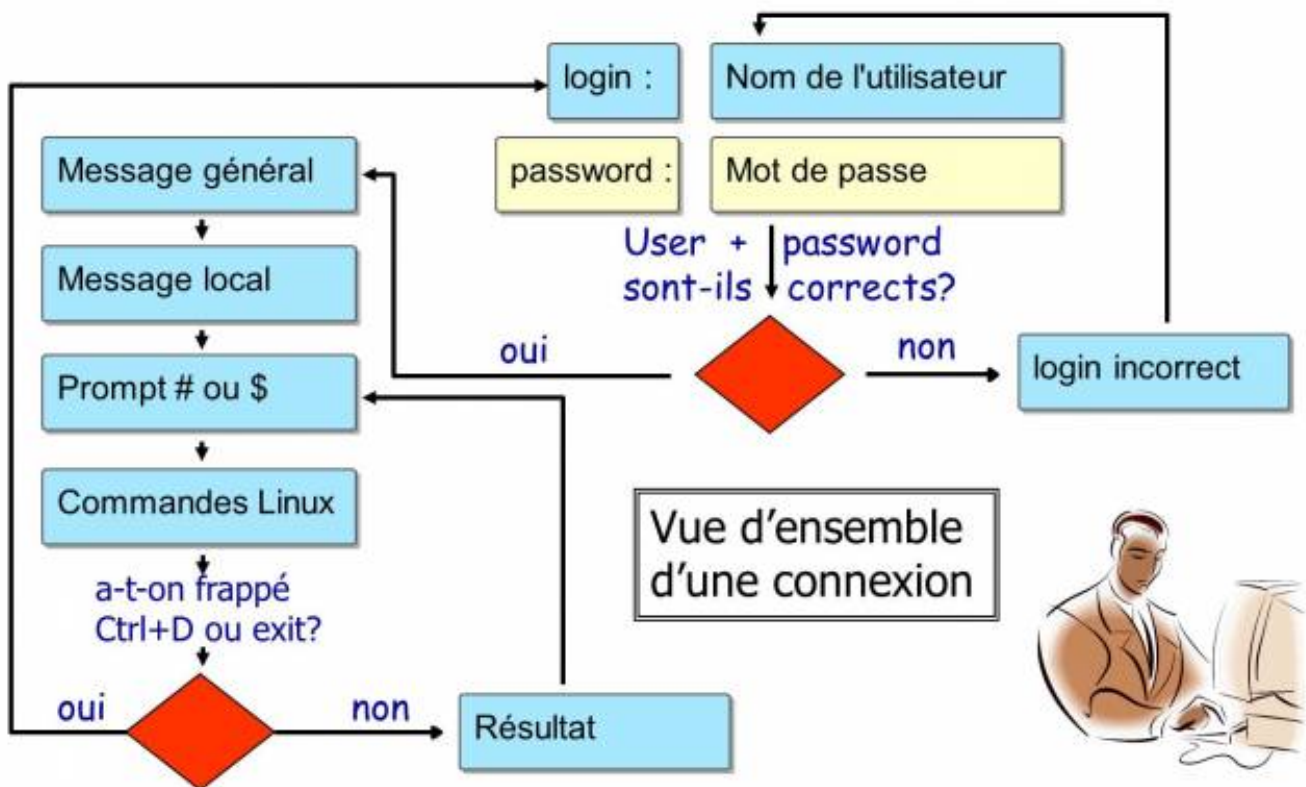 login :
Nom de l'utilisateur
password :
Mot de passe
User + password
sont-ils corrects?
oui
non
login incorrect
Message général
Message local
Prompt # ou $
Commandes Linux
a-t-on frappé
Ctrl+D ou exit?
oui
non
Résultat
Vue d'ensemble
d'une connexion